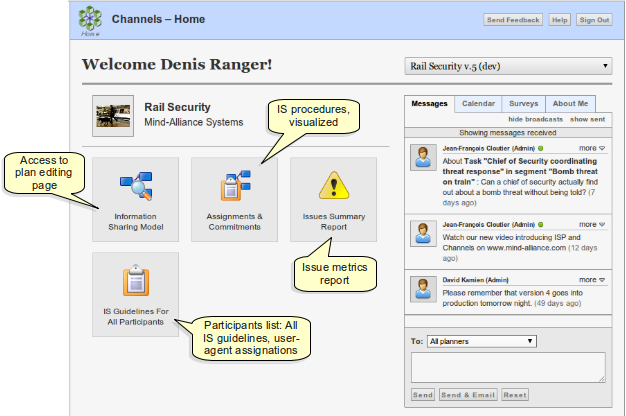 Home
Channels – Home
Send Feedback
Help
Sign Out
Welcome Denis Ranger!
Rail Security v.5 (dev)
Rail Security
Mind-Alliance Systems
IS procedures,
visualized
Access to
plan editing
page
Information
Sharing Model
Assignments &
Commitments
Issues Summary
Report
Issue metrics
report
IS Guidelines For
All Participants
Participants list: All
IS guidelines, user-
agent assignations
Messages
Calendar
Surveys
About Me
hide broadcasts show sent
Showing messages received
Jean-François Cloutier (Admin) more
About Task "Chief of Security coordinating
threat response" in segment "Bomb threat
on train" : Can a chief of security actually find
out about a bomb threat without being told? (7
days ago)
Jean-François Cloutier (Admin) more
Watch our new video introducing ISP and
Channels on www.mind-alliance.com (12 days
ago)
David Kamien (Admin) more
Please remember that version 4 goes into
production tomorrow night. (49 days ago)
To: All planners
Send
Send & Email
Reset